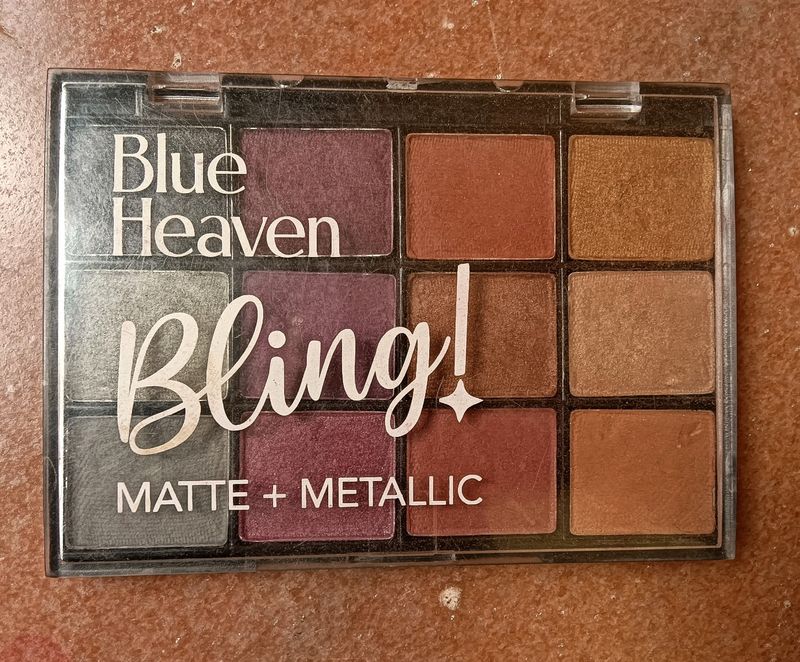 Blue
Heaven
Bling!
MATTE + METALLIC